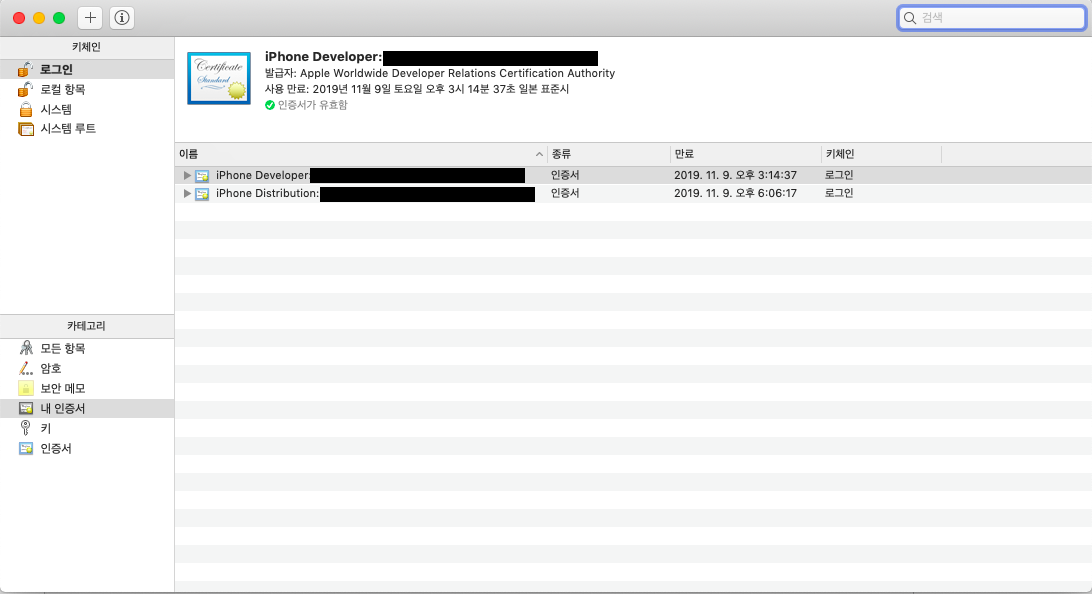 검색
키체인
로그인
로컬 항목
시스템
시스템 루트
카테고리
모든 항목
암호
보안 메모
내 인증서
키
인증서
Certificate
Standard
iPhone Developer:
발급자: Apple Worldwide Developer Relations Certification Authority
사용 만료: 2019년 11월 9일 토요일 오후 3시 14분 37초 일본 표준시
인증서가 유효함
이름 종류 만료 키체인
iPhone Developer: 인증서 2019. 11. 9. 오후 3:14:37 로그인
iPhone Distribution: 인증서 2019. 11. 9. 오후 6:06:17 로그인